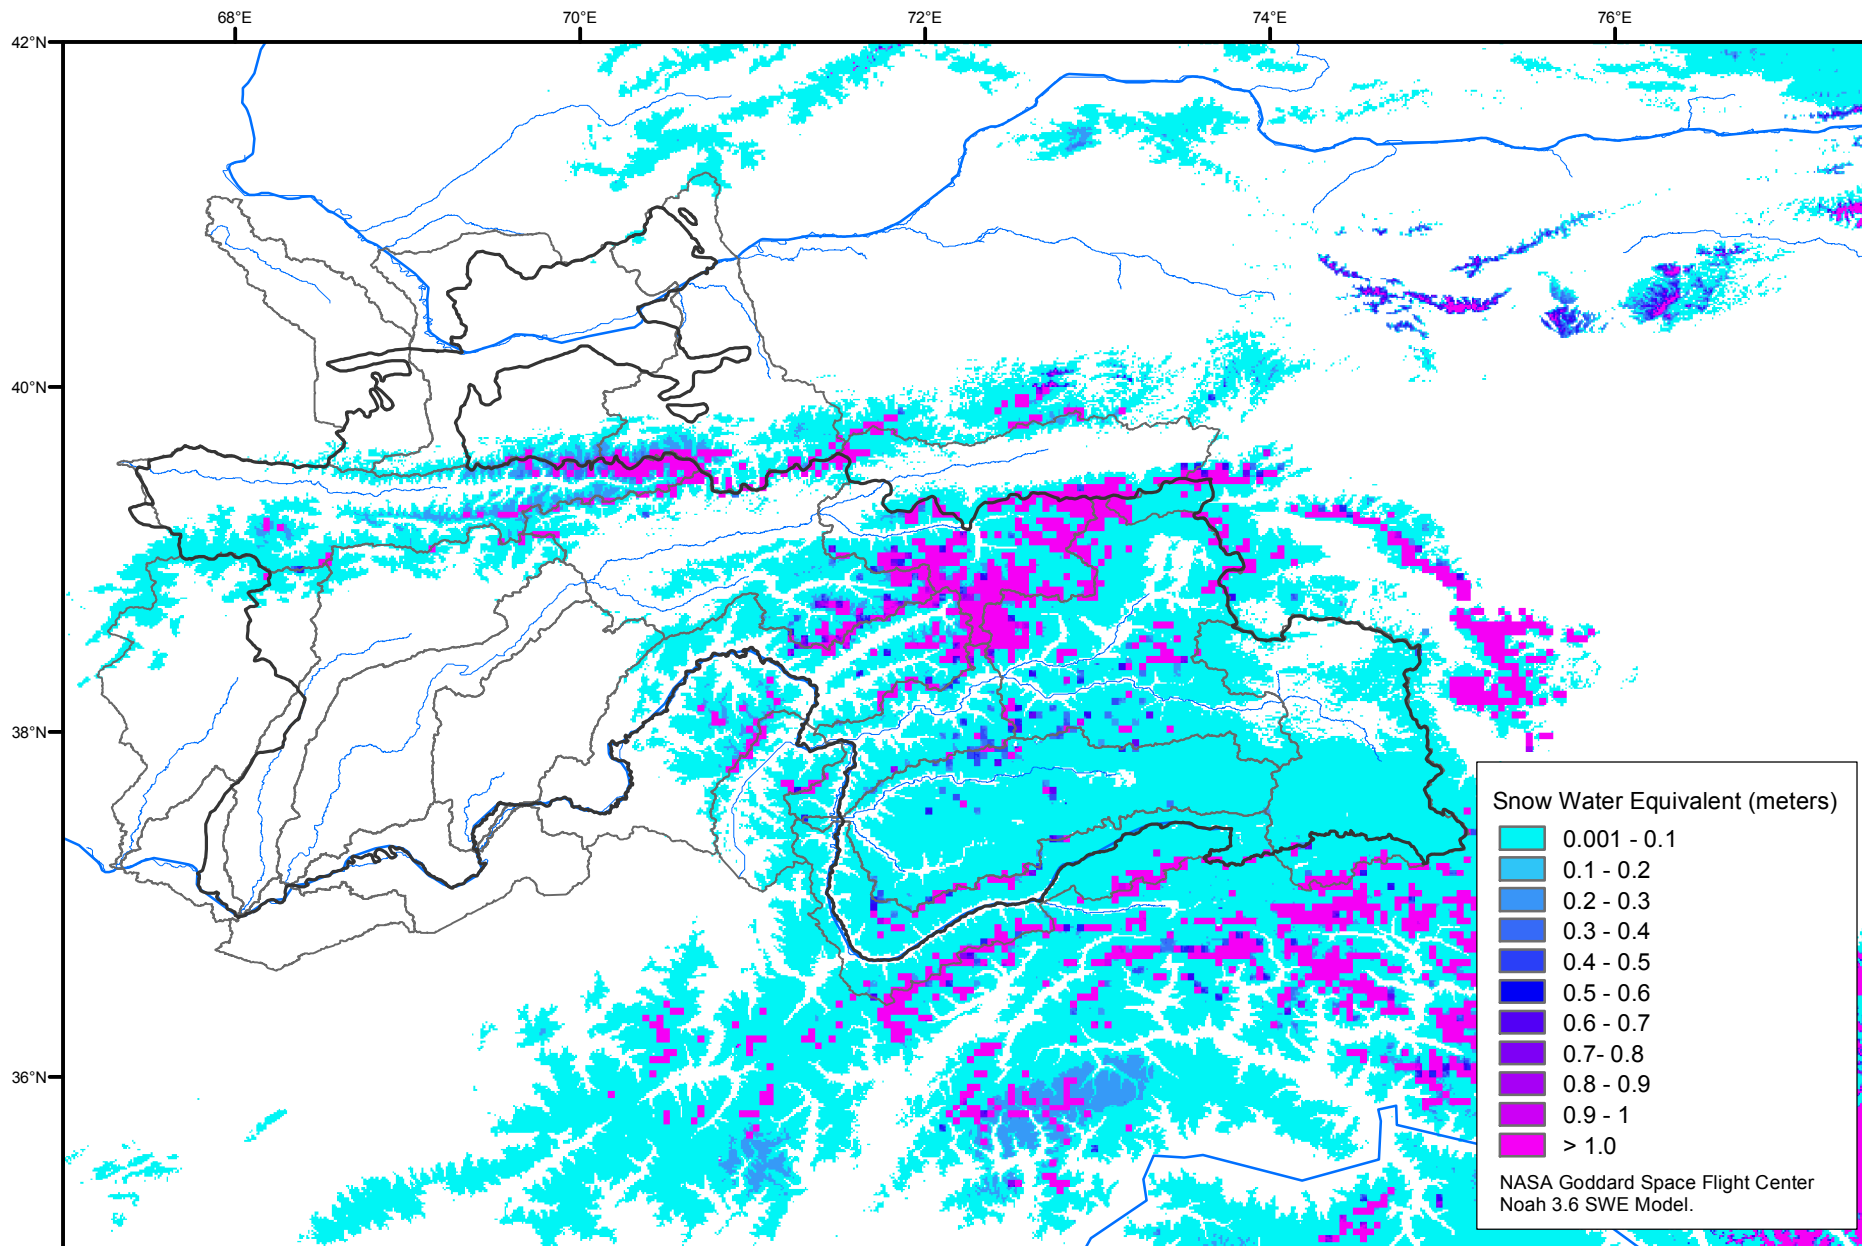 68°E
70°E
72°E
74°E
76°E
42°N
40°N
38°N
36°N
Snow Water Equivalent (meters)
0.001 - 0.1
0.1 - 0.2
0.2 - 0.3
0.3 - 0.4
0.4 - 0.5
0.5 - 0.6
0.6 - 0.7
0.7- 0.8
0.8 - 0.9
0.9 - 1
> 1.0
NASA Goddard Space Flight Center
Noah 3.6 SWE Model.